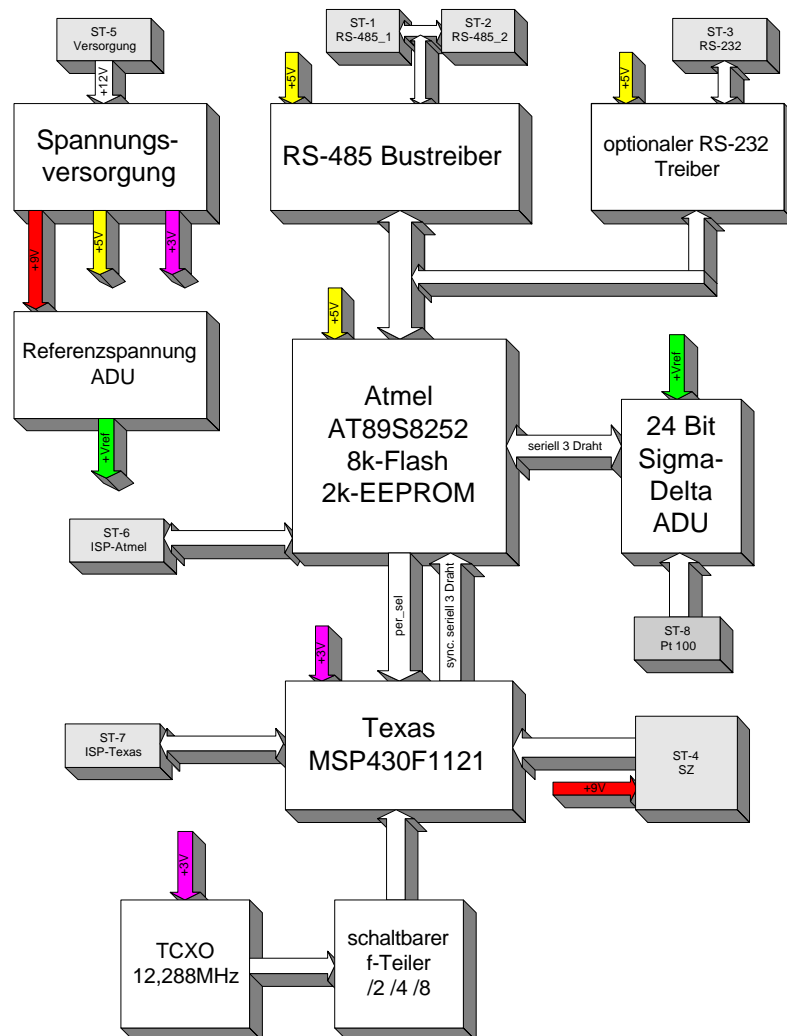 ST-5
Versorgung
ST-1
RS-485_1
ST-2
RS-485_2
ST-3
RS-232
+12V
+5V
+5V
Spannungs-
versorgung
RS-485 Bustreiber
optionaler RS-232
Treiber
+9V
+5V
+3V
+5V
Referenzspannung
ADU
+Vref
Atmel
AT89S8252
8k-Flash
2k-EEPROM
seriell 3 Draht
+Vref
24 Bit
Sigma-
Delta
ADU
ST-6
ISP-Atmel
per_sel
sync. seriell 3 Draht
ST-8
Pt 100
+3V
Texas
MSP430F1121
ST-7
ISP-Texas
ST-4
SZ
+9V
+3V
TCXO
12,288MHz
schaltbarer
f-Teiler
/2 /4 /8